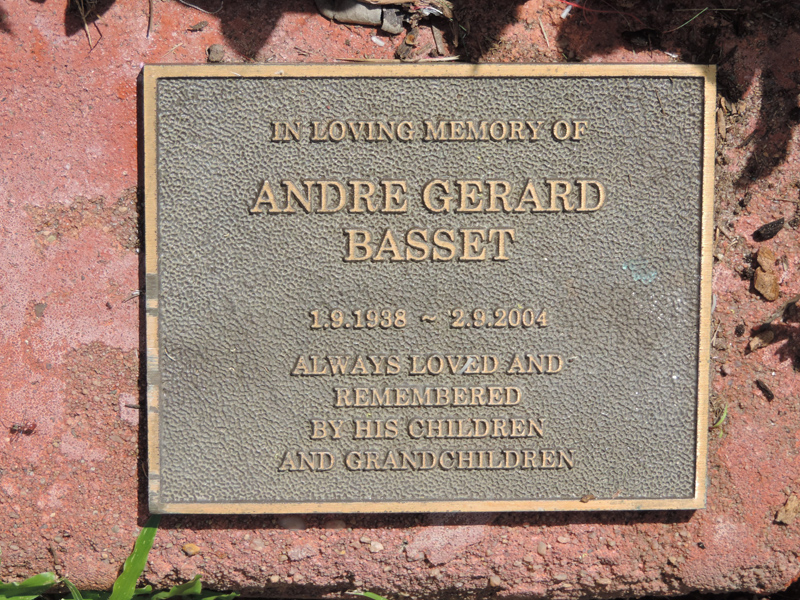 IN LOVING MEMORY OF
ANDRE GERARD
BASSET
1.9.1938 ~ 2.9.2004
ALWAYS LOVED AND
REMEMBERED
BY HIS CHILDREN
AND GRANDCHILDREN